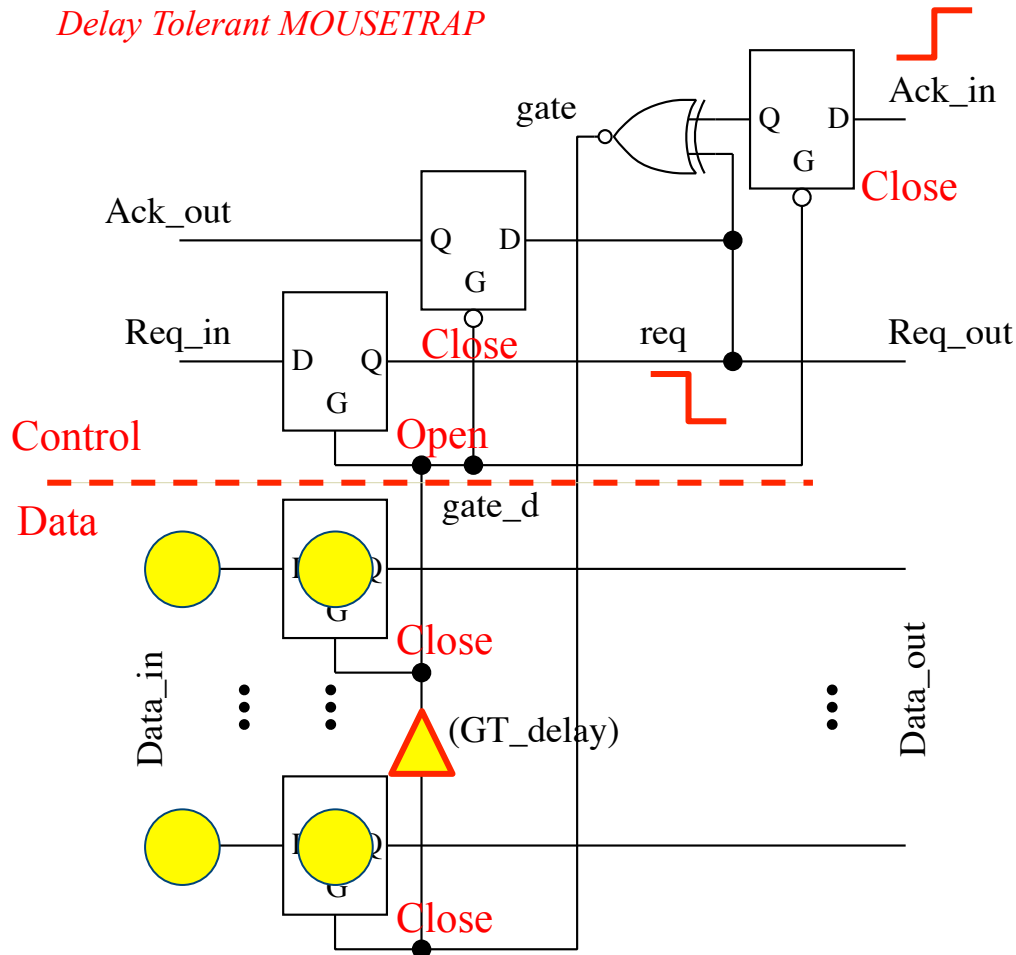 Delay Tolerant MOUSETRAP
Ack_in
gate
Q D
G
Close
Ack_out
Q D
G
Close
Req_in
D Q
G
req
Req_out
Control
Open
gate_d
Data
Q
G
Close
Data_in
(GT_delay)
Data_out
Q
G
Close